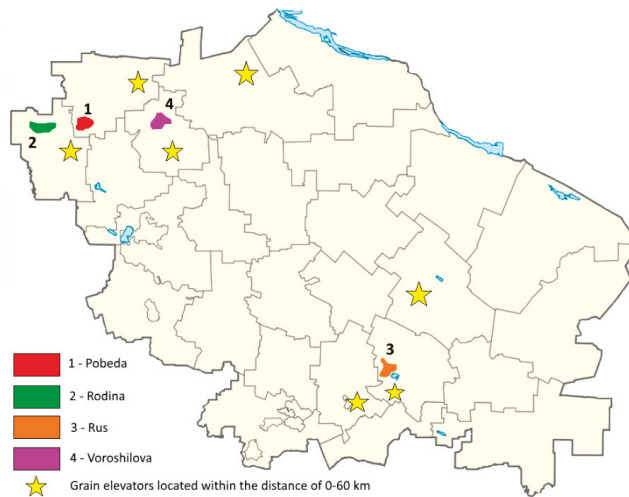 1
4
2
3
1 - Pobeda
2 - Rodina
3 - Rus
4 - Voroshilova
Grain elevators located within the distance of 0-60 km